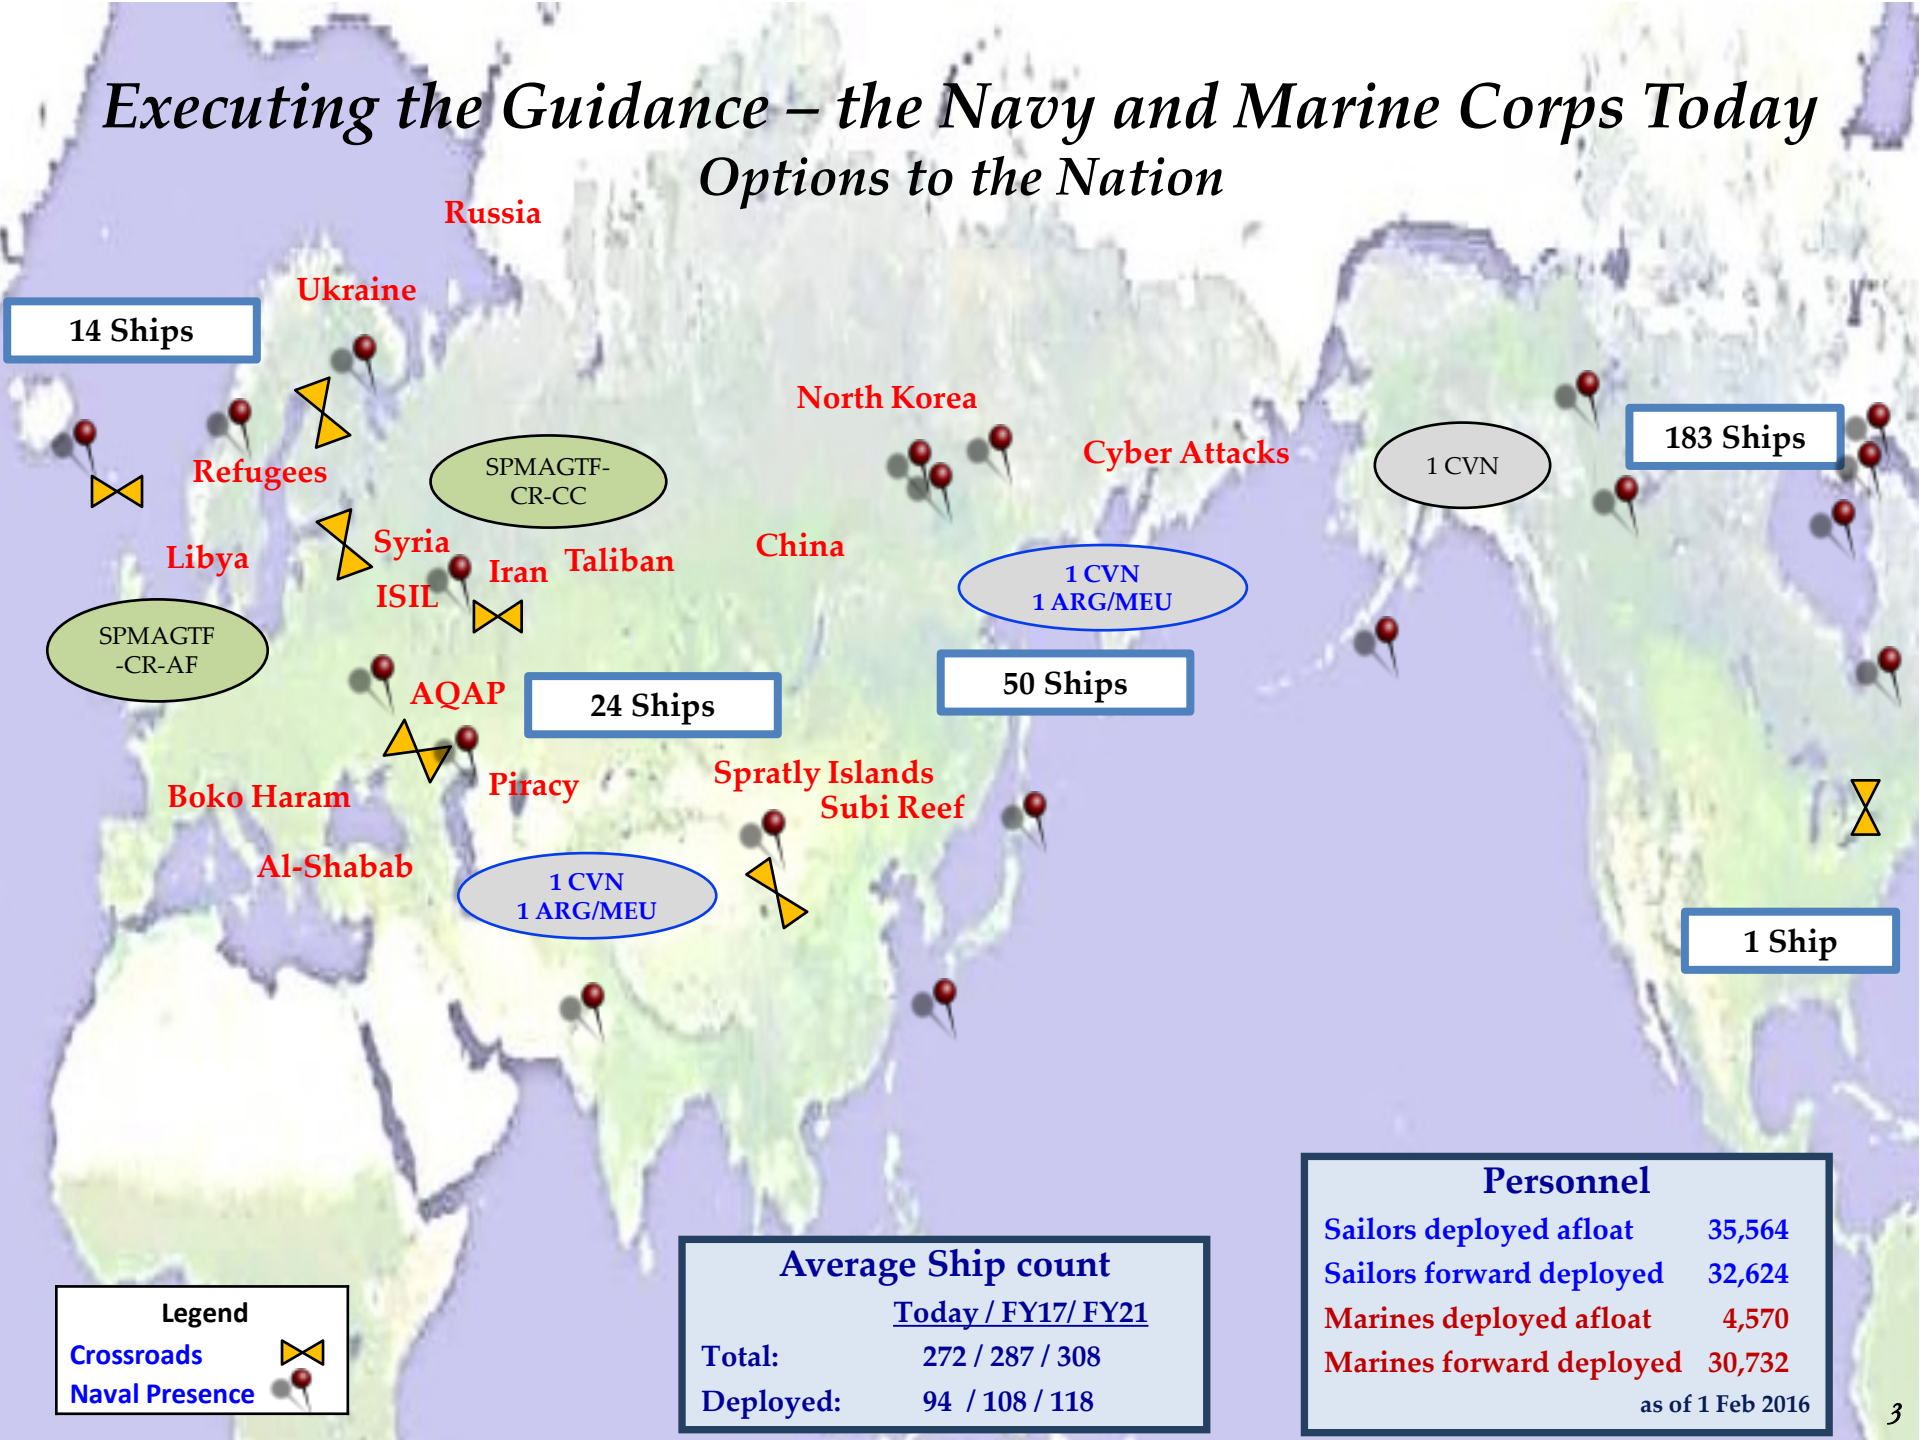 Executing the Guidance – the Navy and Marine Corps Today
Options to the Nation
Russia
Ukraine
14 Ships
North Korea
Cyber Attacks
1 CVN
183 Ships
Refugees
SPMAGTF-
CR-CC
Libya
Syria
ISIL
Iran
Taliban
China
1 CVN
1 ARG/MEU
SPMAGTF
-CR-AF
AQAP
24 Ships
50 Ships
Boko Haram
Piracy
Spratly Islands
Subi Reef
Al-Shabab
1 CVN
1 ARG/MEU
1 Ship
Legend
Crossroads
Naval Presence
Average Ship count
Today / FY17/ FY21
Total: 272 / 287 / 308
Deployed: 94 / 108 / 118
Personnel
Sailors deployed afloat 35,564
Sailors forward deployed 32,624
Marines deployed afloat 4,570
Marines forward deployed 30,732
as of 1 Feb 2016
3